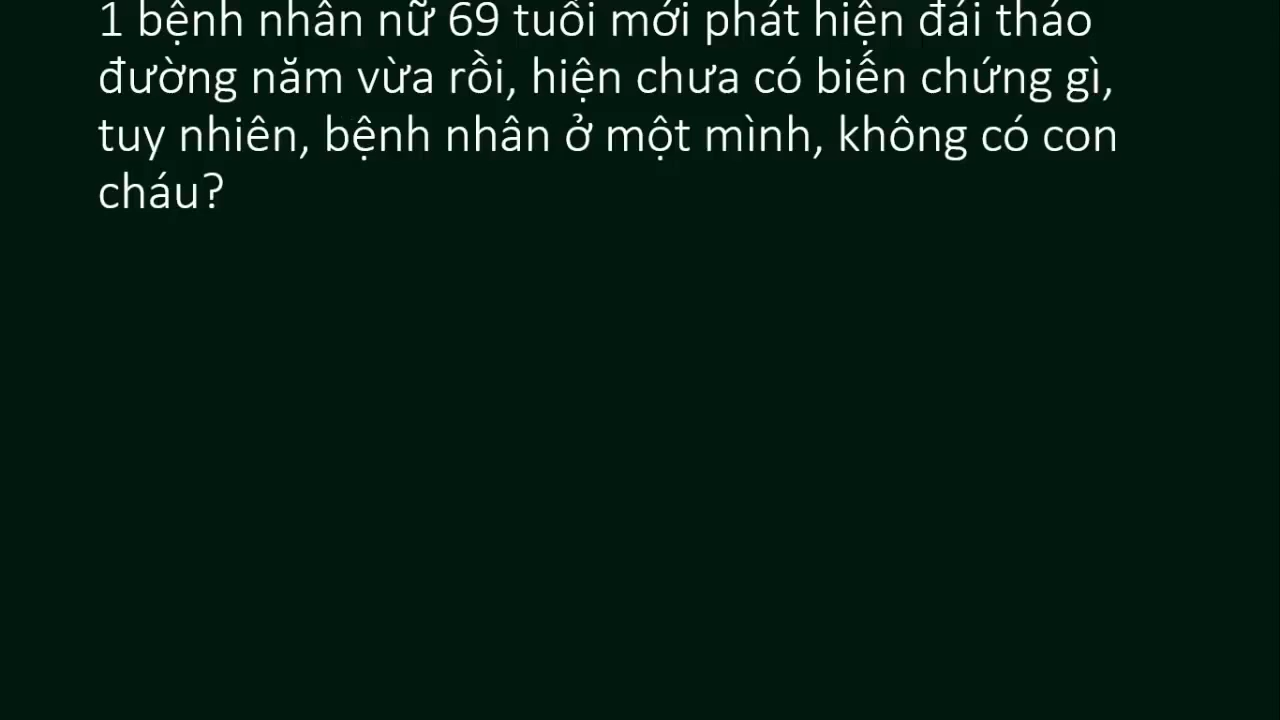 1 bệnh nhân nữ 69 tuổi mới phát hiện đái tháo
đường năm vừa rồi, hiện chưa có biến chứng gì,
tuy nhiên, bệnh nhân ở một mình, không có con
cháu?